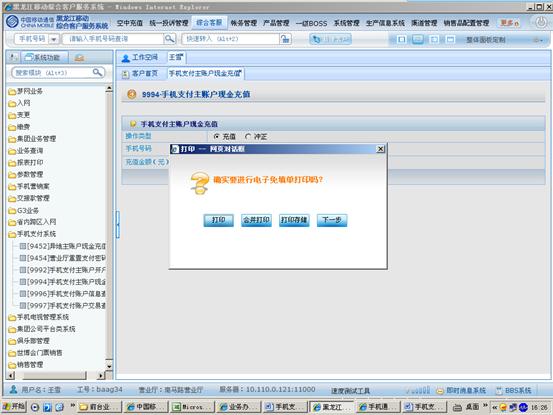 黑龙江移动综合客户服务系统 - Windows Internet Explorer
中国移动通信
CHINA MOBILE
黑龙江移动
综合客户服务系统
空中充值 统一投诉管理 综合客服 帐务管理 产品管理 一级BOSS 系统管理 生产信息系统 渠道管理 销售品配置管理 更多
手机号码 请输入手机号码查询 快速转入 (Alt+2) 整体面板定制
系统功能
工作空间 王雪
搜索模块 (Alt+3)
客户首页 手机支付主账户现金充值
梦网业务
入网
变更
缴费
集团业务管理
业务查询
报表打印
参数管理
手机营销案
交接款管理
G3业务
省内跨区入网
手机支付系统
[9452]异地主账户现金充值
[9454]营业厅重置支付密码
[9992]手机支付主账户开户
[9994]手机支付主账户现金
[9996]手机支付账户信息查
[9997]手机支付账户交易查
手机电视管理系统
集团公司平台类系统
俱乐部管理
世博会门票销售
销售管理
9994-手机支付主账户现金充值
手机支付主账户现金充值
操作类型 充值 冲正
手机号码
充值金额(元)
打印 -- 网页对话框
确实要进行电子免填单打印吗?
打印 合并打印 打印存储 下一步
用户名:王雪 工号:baag34 营业厅:南马路营业厅 服务器:10.110.0.121:11000 速度测试工具 即时消息系统 BBS系统
开始 前台业... 中国移... Micros... 业务办... 手机支... 黑龙江... 手机通... 手机支... 桌面 16:26